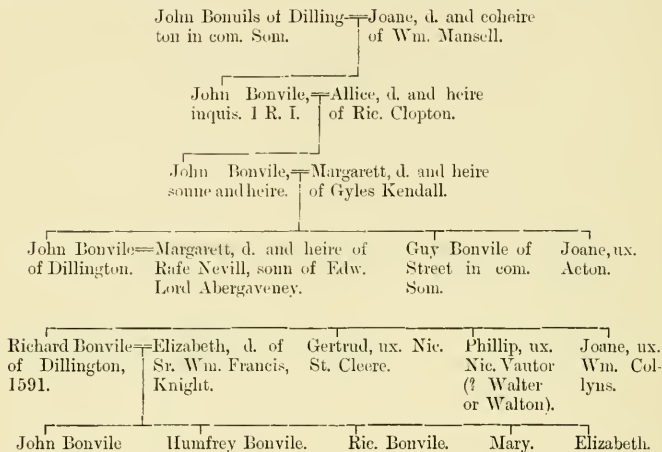 John Bonuils of Dilling-
ton in com. Som.
Joane, d. and coheire
of Wm. Mansell.
John Bonvile,
inquis. 1 R. I.
Allice, d. and heire
of Ric. Clopton.
John Bonvile,
sonne and heire.
Margarett, d. and heire
of Gyles Kendall.
John Bonvile
of Dillington.
Margarett, d. and heire of
Rafe Nevill, sonn of Edw.
Lord Abergaveney.
Guy Bonvile of
Street in com.
Som.
Joane, ux.
Acton.
Richard Bonvile
of Dillington,
1591.
Elizabeth, d. of
Sr. Wm. Francis,
Knight.
Gertrud, ux. Nic.
St. Cleere.
Phillip, ux.
Nic. Vautor
(? Walter
or Walton).
Joane, ux.
Wm. Col-
lyns.
John Bonvile
Humfrey Bonvile.
Ric. Bonvile.
Mary.
Elizabeth.